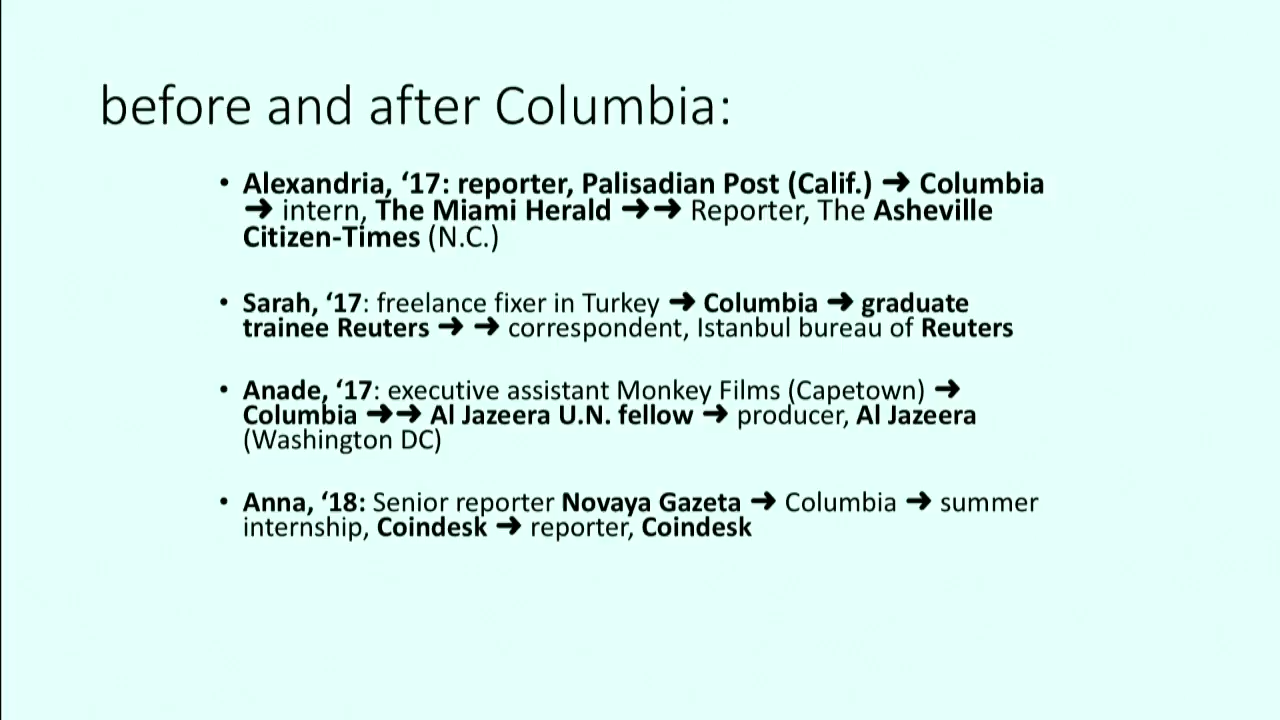 before and after Columbia:
• Alexandria, ‘17: reporter, Palisadian Post (Calif.) ➔ Columbia
➔ intern, The Miami Herald ➔➔ Reporter, The Asheville
Citizen-Times (N.C.)
• Sarah, ‘17: freelance fixer in Turkey ➔ Columbia ➔ graduate
trainee Reuters ➔ ➔ correspondent, Istanbul bureau of Reuters
• Anade, ‘17: executive assistant Monkey Films (Capetown) ➔
Columbia ➔➔ Al Jazeera U.N. fellow ➔ producer, Al Jazeera
(Washington DC)
• Anna, ‘18: Senior reporter Novaya Gazeta ➔ Columbia ➔ summer
internship, Coindesk ➔ reporter, Coindesk